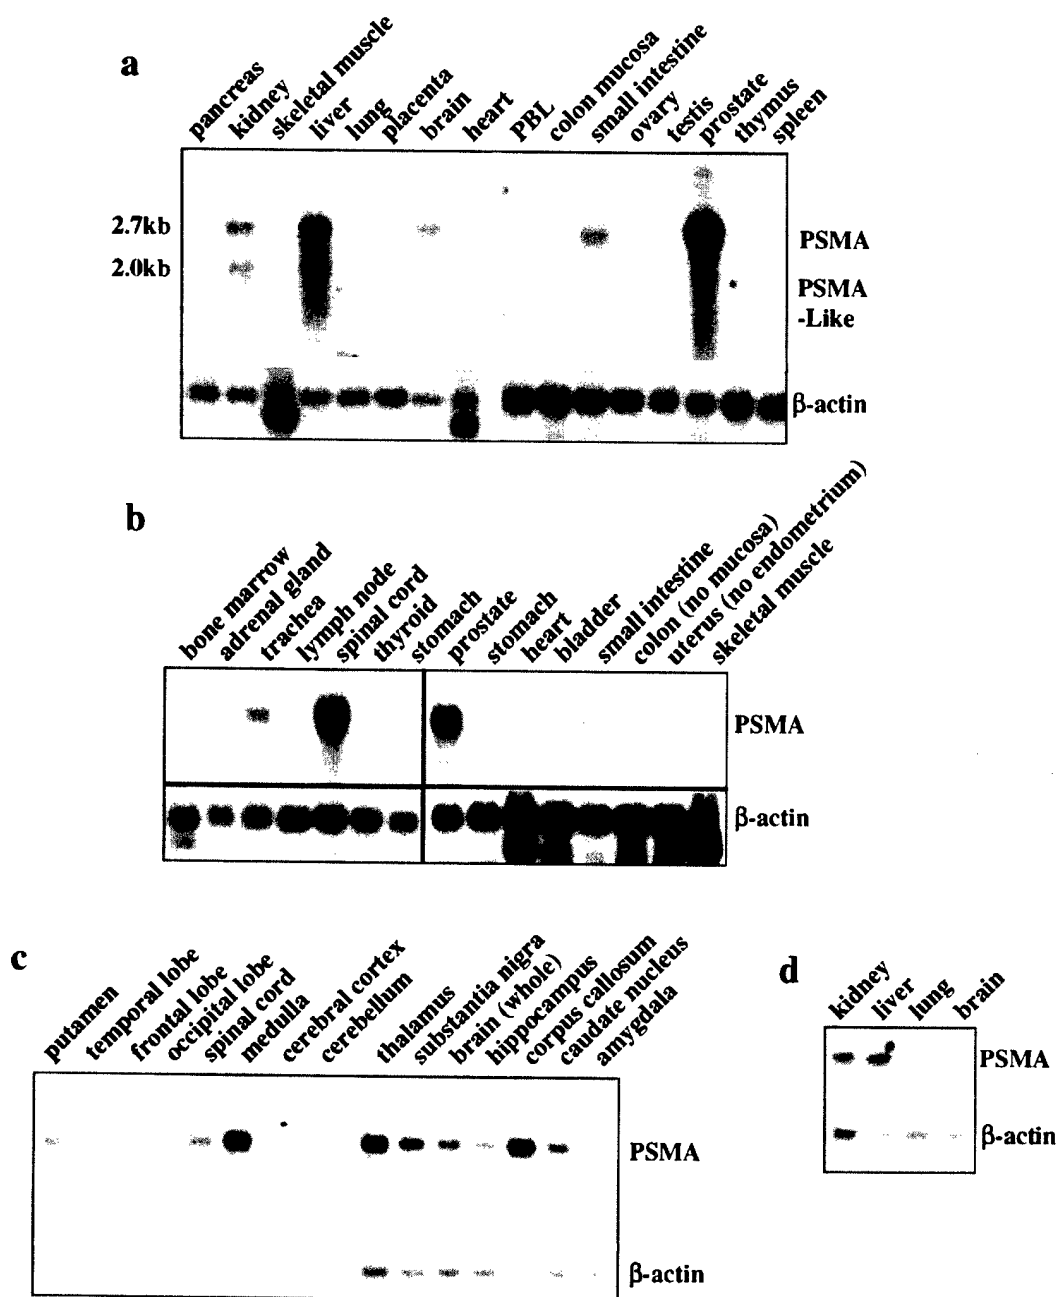 a
pancreas
kidney
skeletal muscle
liver
lung
placenta
brain
heart
PBL
colon mucosa
small intestine
ovary
testis
prostate
thymus
spleen
2.7kb
2.0kb
PSMA
PSMA
-Like
β-actin
b
bone marrow
adrenal gland
trachea
lymph node
spinal cord
thyroid
stomach
prostate
stomach
heart
bladder
small intestine
colon (no mucosa)
uterus (no endometrium)
skeletal muscle
PSMA
β-actin
c
putamen
temporal lobe
frontal lobe
occipital lobe
spinal cord
medulla
cerebral cortex
cerebellum
thalamus
substantia nigra
brain (whole)
hippocampus
corpus callosum
caudate nucleus
amygdala
PSMA
β-actin
d
kidney
liver
lung
brain
PSMA
β-actin